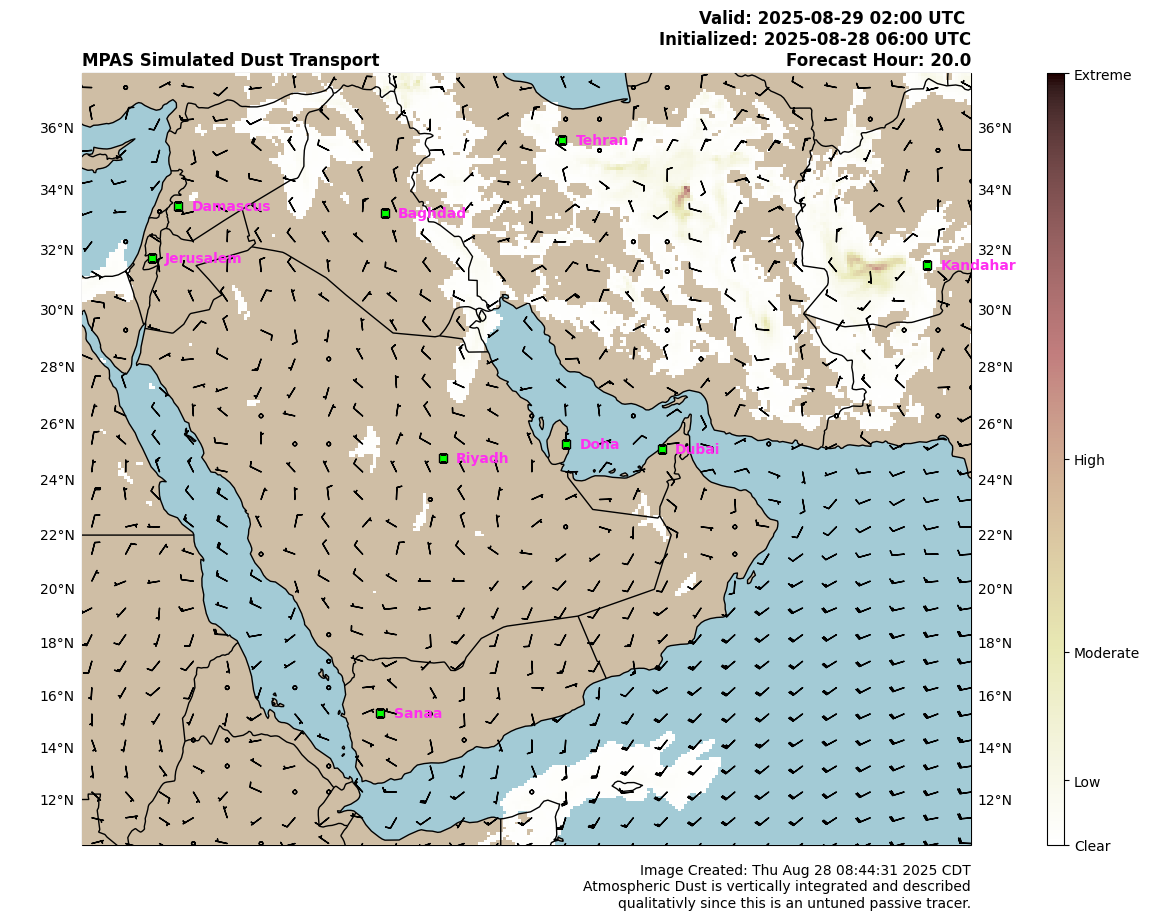 Valid: 2025-08-29 02:00 UTC
Initialized: 2025-08-28 06:00 UTC
MPAS Simulated Dust Transport
Forecast Hour: 20.0
Extreme
36°N
Tehran
36°N
34°N
Damascus
Baghdad
34°N
32°N
Jerusalem
32°N
Kandahar
30°N
30°N
28°N
28°N
26°N
26°N
Doha
Dubai
Riyadh
High
24°N
24°N
22°N
22°N
20°N
20°N
18°N
18°N
Moderate
16°N
16°N
Sanaa
14°N
14°N
Low
12°N
12°N
Clear
Image Created: Thu Aug 28 08:44:31 2025 CDT
Atmospheric Dust is vertically integrated and described
qualitativly since this is an untuned passive tracer.